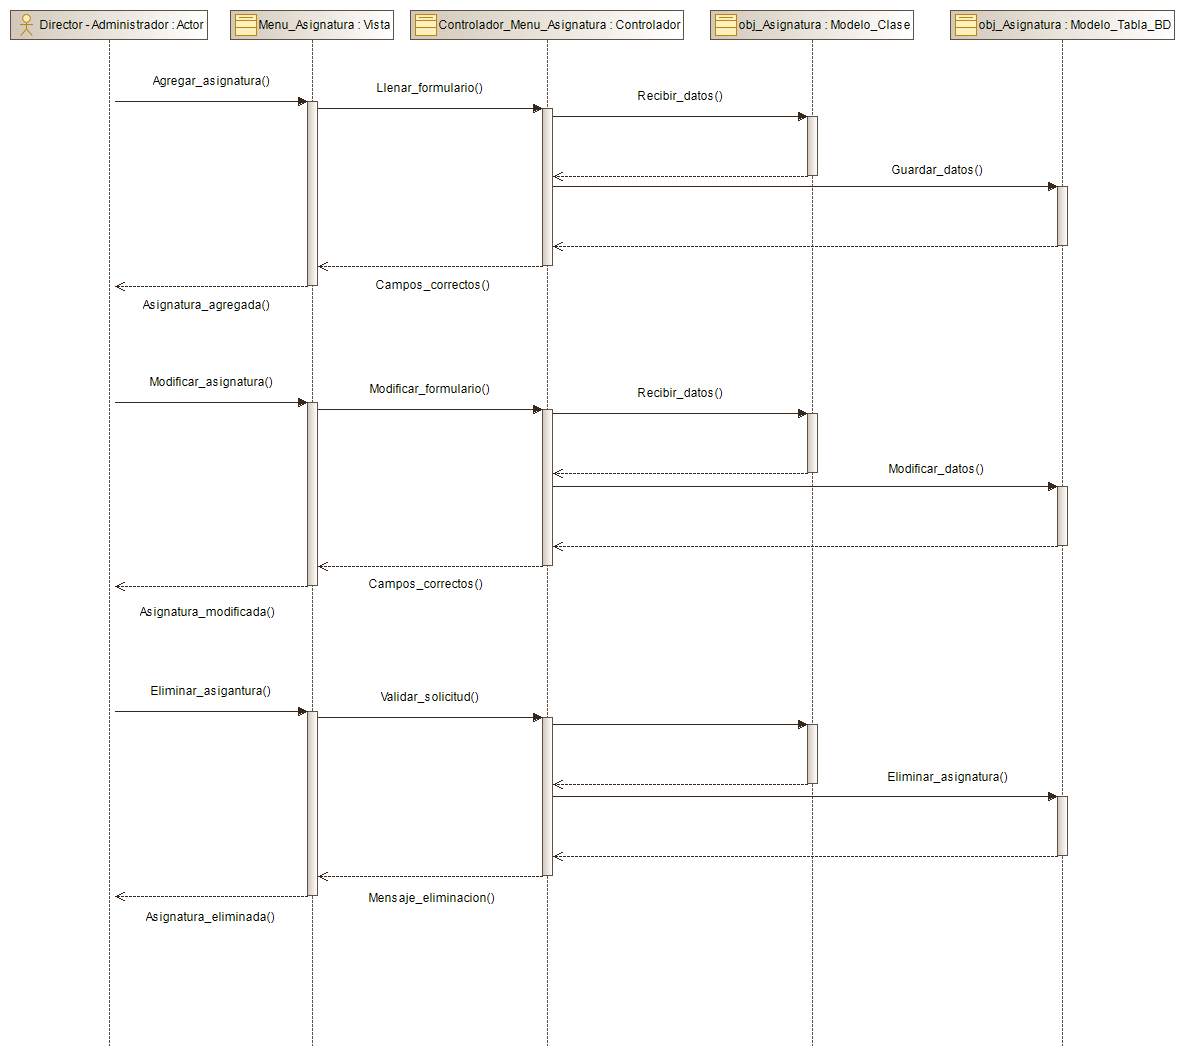 Director - Administrador : Actor
Menu_Asignatura : Vista
Controlador_Menu_Asignatura : Controlador
obj_Asignatura : Modelo_Clase
obj_Asignatura : Modelo_Tabla_BD
Agregar_asignatura()
Llenar_formulario()
Recibir_datos()
Guardar_datos()
Campos_correctos()
Asignatura_agregada()
Modificar_asignatura()
Modificar_formulario()
Recibir_datos()
Modificar_datos()
Campos_correctos()
Asignatura_modificada()
Eliminar_asigantura()
Validar_solicitud()
Eliminar_asignatura()
Mensaje_eliminacion()
Asignatura_eliminada()